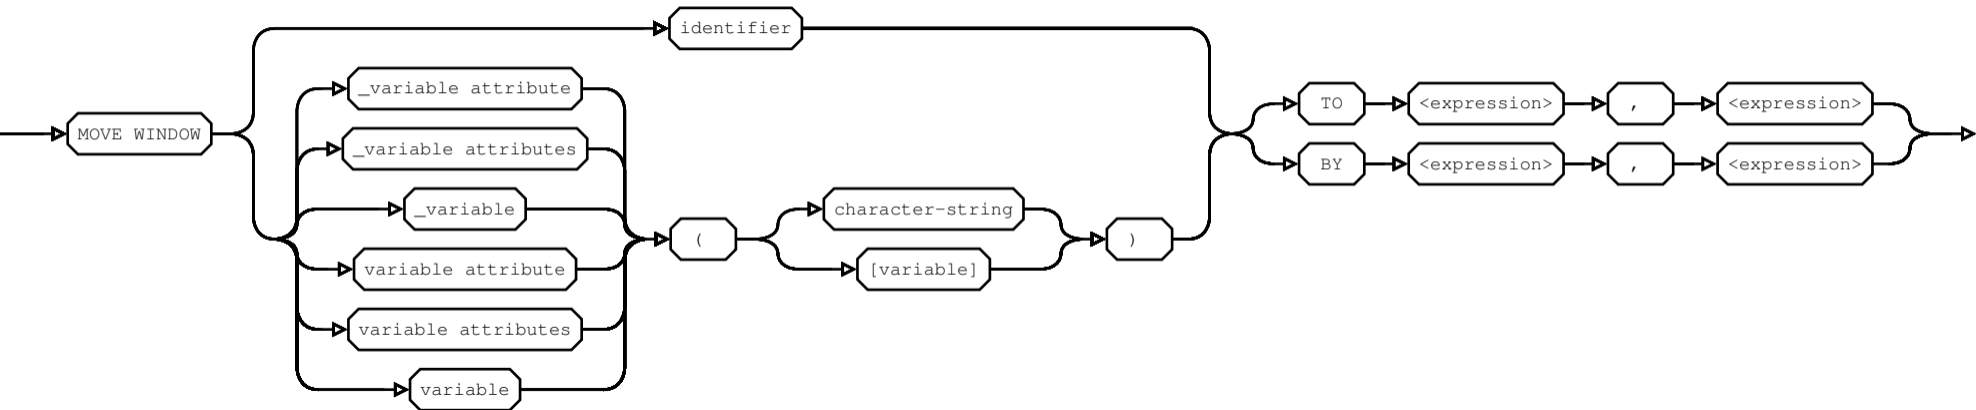 identifier
_variable attribute
TO <expression> , <expression>
MOVE WINDOW
_variable attributes
BY <expression> , <expression>
_variable
character-string
( )
variable attribute
[variable]
variable attributes
variable